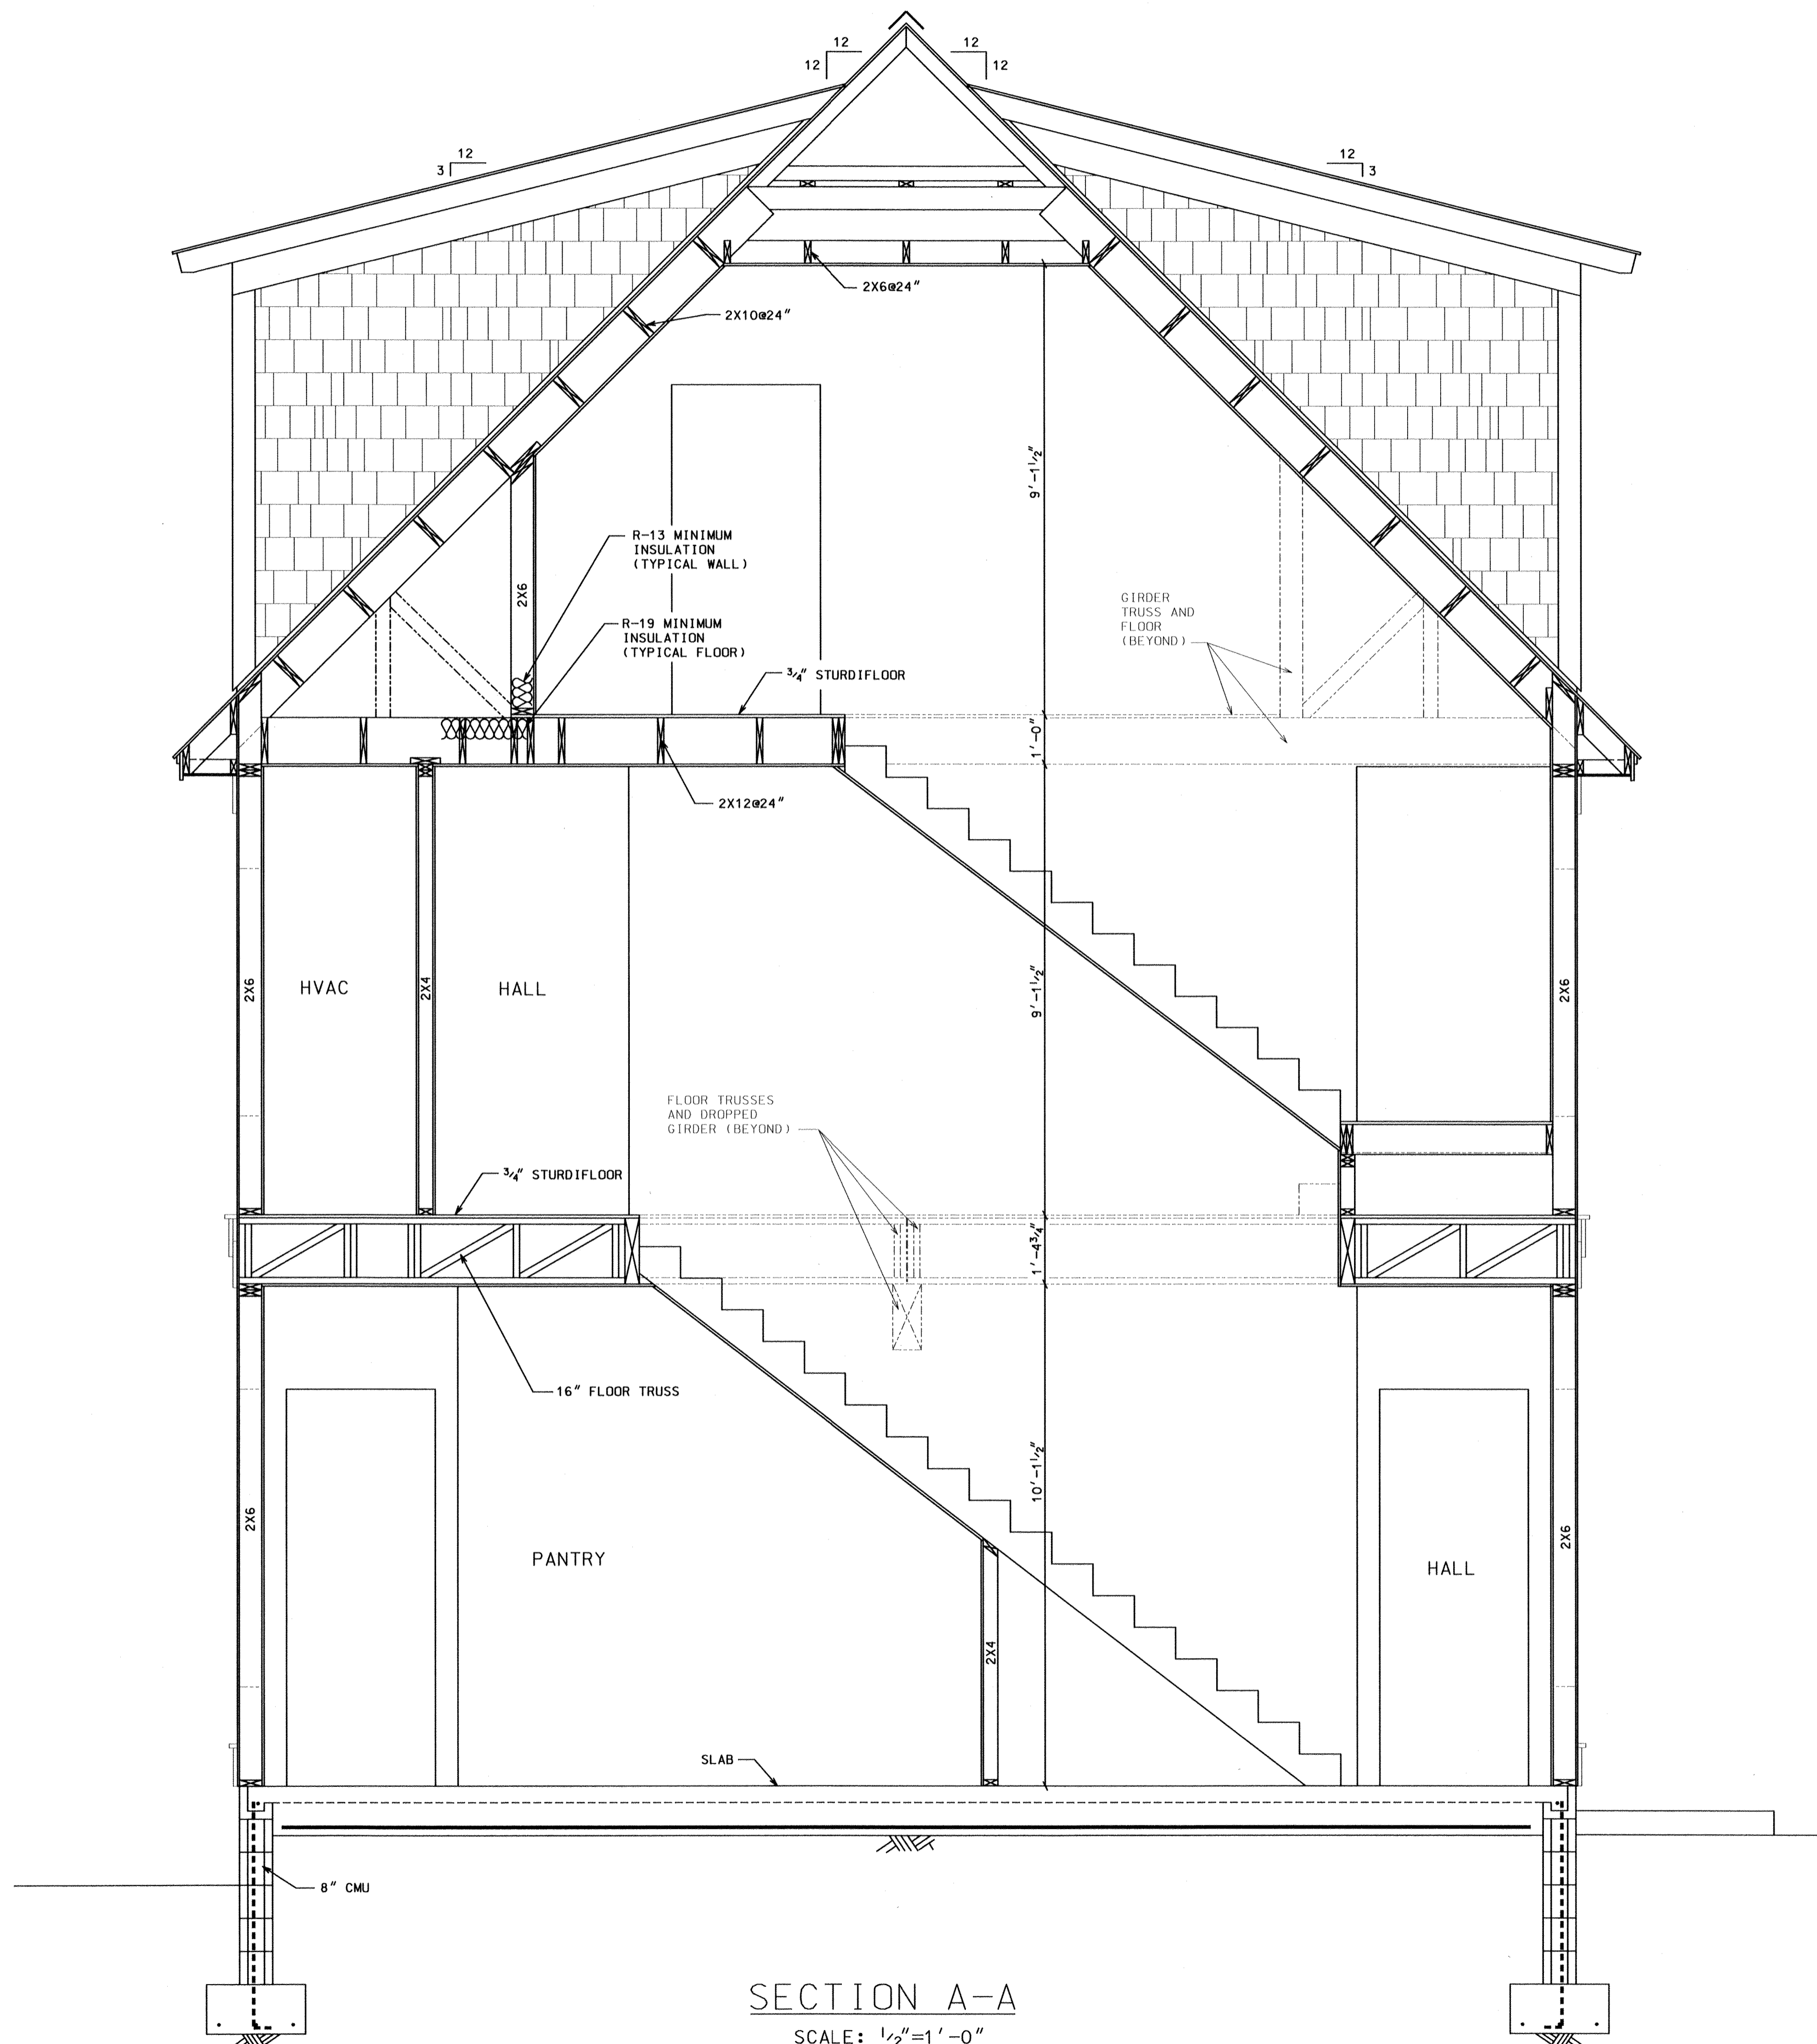 12
12
12
12
12
3
12
3
2X6@24"
2X10@24"
9'-1 1/2"
R-13 MINIMUM
INSULATION
(TYPICAL WALL)
2X6
R-19 MINIMUM
INSULATION
(TYPICAL FLOOR)
GIRDER
TRUSS AND
FLOOR
(BEYOND)
3/4" STURDIFLOOR
1'-0"
2X12@24"
2X6
HVAC
2X4
HALL
9'-1 1/2"
2X6
FLOOR TRUSSES
AND DROPPED
GIRDER (BEYOND)
3/4" STURDIFLOOR
1'-4 3/4"
16" FLOOR TRUSS
10'-1 1/2"
2X6
PANTRY
2X6
HALL
2X4
SLAB
8" CMU
SECTION A-A
SCALE: 1/2"=1'-0"